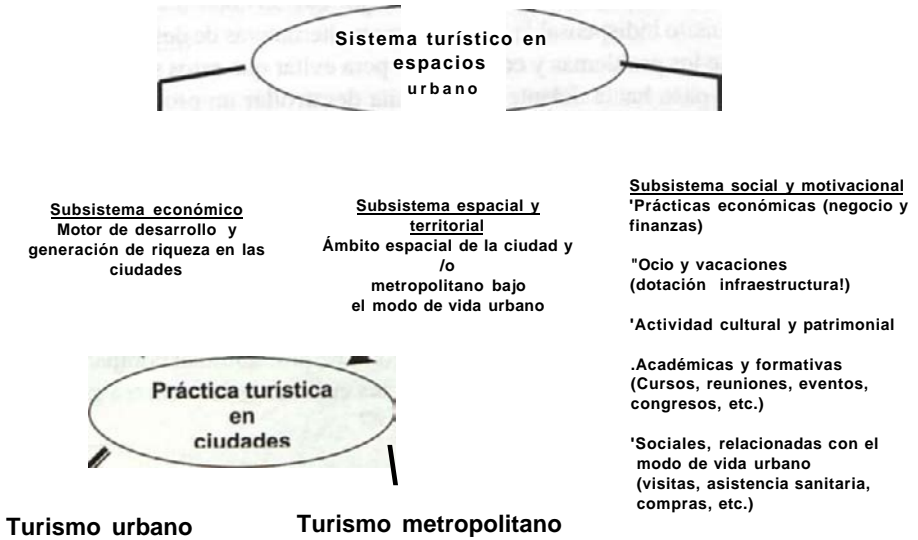 Sistema turístico en
espacios
urbano
Subsistema económico
Motor de desarrollo y
generación de riqueza en las
ciudades
Subsistema espacial y
territorial
Ámbito espacial de la ciudad y
/o
metropolitano bajo
el modo de vida urbano
Subsistema social y motivacional
'Prácticas económicas (negocio y
finanzas)
"Ocio y vacaciones
(dotación infraestructura!)
'Actividad cultural y patrimonial
.Académicas y formativas
(Cursos, reuniones, eventos,
congresos, etc.)
'Sociales, relacionadas con el
modo de vida urbano
(visitas, asistencia sanitaria,
compras, etc.)
Práctica turística
en
ciudades
Turismo urbano
Turismo metropolitano